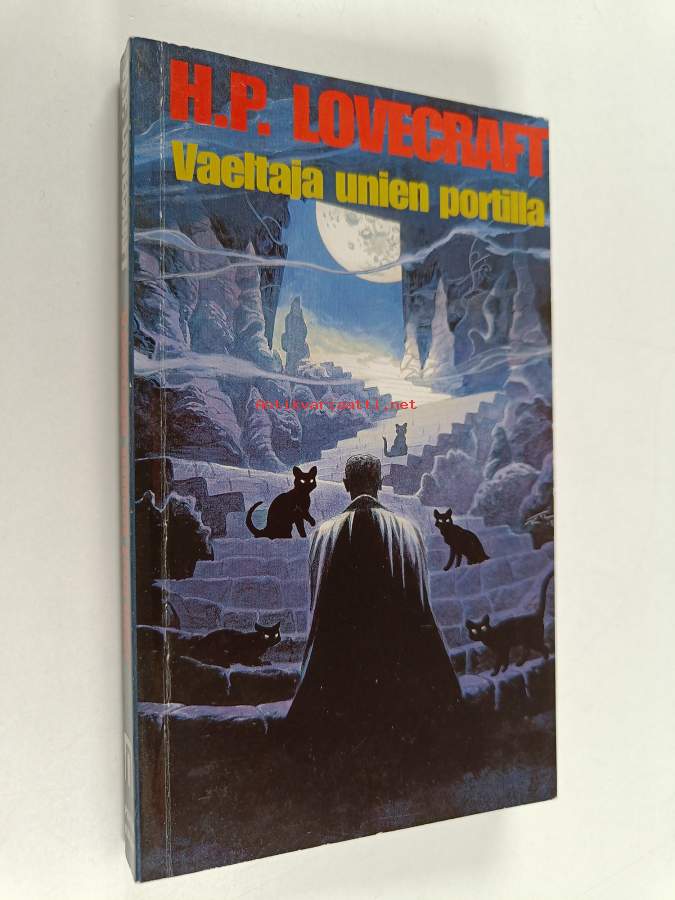 H.P. LOVECRAFT
Vaeltaja unien portilla
antikvariaatti.net